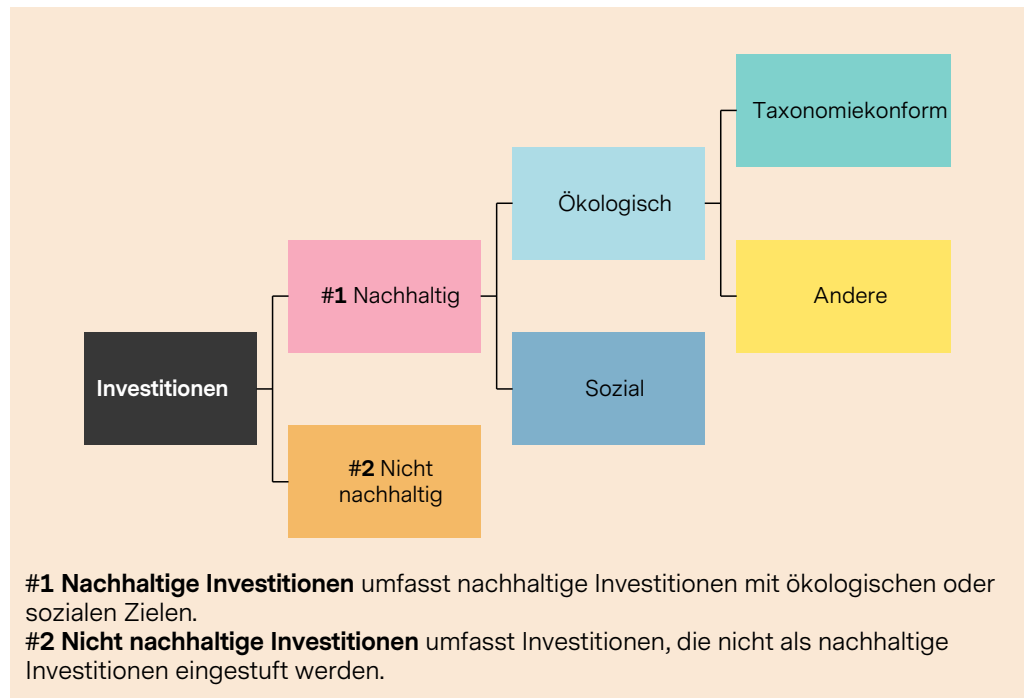 Taxonomiekonform
Ökologisch
#1 Nachhaltig
Andere
Investitionen
Sozial
#2 Nicht
nachhaltig
#1 Nachhaltige Investitionen umfasst nachhaltige Investitionen mit ökologischen oder
sozialen Zielen.
#2 Nicht nachhaltige Investitionen umfasst Investitionen, die nicht als nachhaltige
Investitionen eingestuft werden.